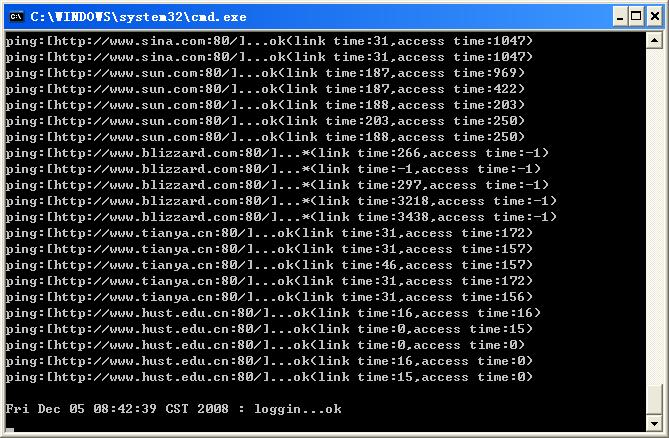 C:\WINDOWS\system32\cmd.exe
ping:[http://www.sina.com:80/]...ok(link time:31,access time:1047)
ping:[http://www.sina.com:80/]...ok(link time:31,access time:1047)
ping:[http://www.sun.com:80/]...ok(link time:187,access time:969)
ping:[http://www.sun.com:80/]...ok(link time:187,access time:422)
ping:[http://www.sun.com:80/]...ok(link time:188,access time:203)
ping:[http://www.sun.com:80/]...ok(link time:203,access time:250)
ping:[http://www.sun.com:80/]...ok(link time:188,access time:250)
ping:[http://www.blizzard.com:80/]...*(link time:266,access time:-1)
ping:[http://www.blizzard.com:80/]...*(link time:-1,access time:-1)
ping:[http://www.blizzard.com:80/]...*(link time:297,access time:-1)
ping:[http://www.blizzard.com:80/]...*(link time:3218,access time:-1)
ping:[http://www.blizzard.com:80/]...*(link time:3438,access time:-1)
ping:[http://www.tianya.cn:80/]...ok(link time:31,access time:172)
ping:[http://www.tianya.cn:80/]...ok(link time:31,access time:157)
ping:[http://www.tianya.cn:80/]...ok(link time:46,access time:157)
ping:[http://www.tianya.cn:80/]...ok(link time:31,access time:172)
ping:[http://www.tianya.cn:80/]...ok(link time:31,access time:156)
ping:[http://www.hust.edu.cn:80/]...ok(link time:16,access time:16)
ping:[http://www.hust.edu.cn:80/]...ok(link time:0,access time:15)
ping:[http://www.hust.edu.cn:80/]...ok(link time:0,access time:0)
ping:[http://www.hust.edu.cn:80/]...ok(link time:16,access time:0)
ping:[http://www.hust.edu.cn:80/]...ok(link time:15,access time:0)
Fri Dec 05 08:42:39 CST 2008 : loggin...ok